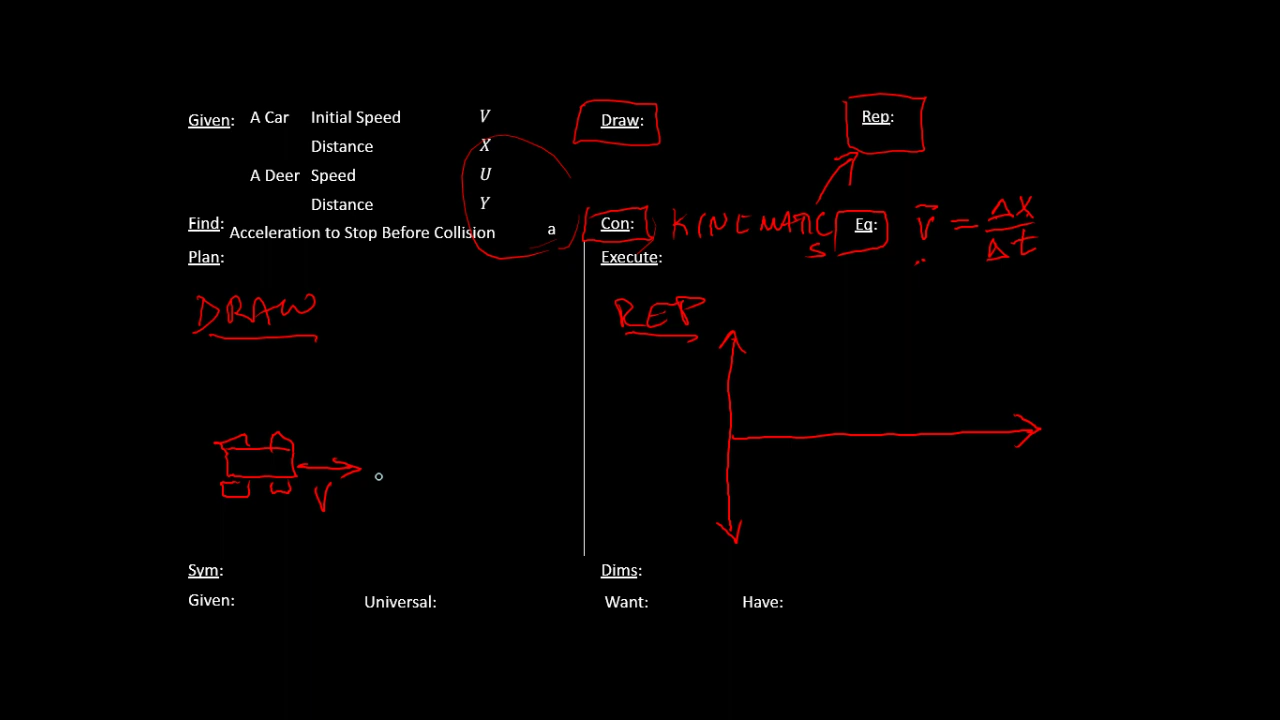 Given: A Car Initial Speed V
Distance X
A Deer Speed U
Distance Y
Find: Acceleration to Stop Before Collision a
Plan:
DRAW
V
Draw:
Rep:
Con: KINEMATICS
Eq: v̄ = Δx/Δt
Execute:
REP
Sym:
Given:
Universal:
Dims:
Want:
Have: